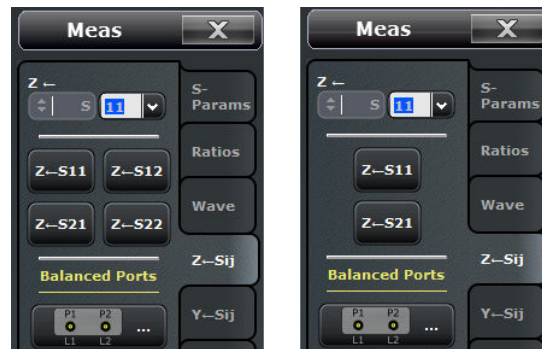 Meas X
Z ←
S 11
S-
Params
Ratios
Z←S11 Z←S12
Wave
Z←S21 Z←S22
Z←Sij
Balanced Ports
P1 P2
...
Y←Sij
L1 L2
Meas X
Z ←
S 11
S-
Params
Ratios
Z←S11
Wave
Z←S21
Z←Sij
Balanced Ports
P1 P2
...
Y←Sij
L1 L2